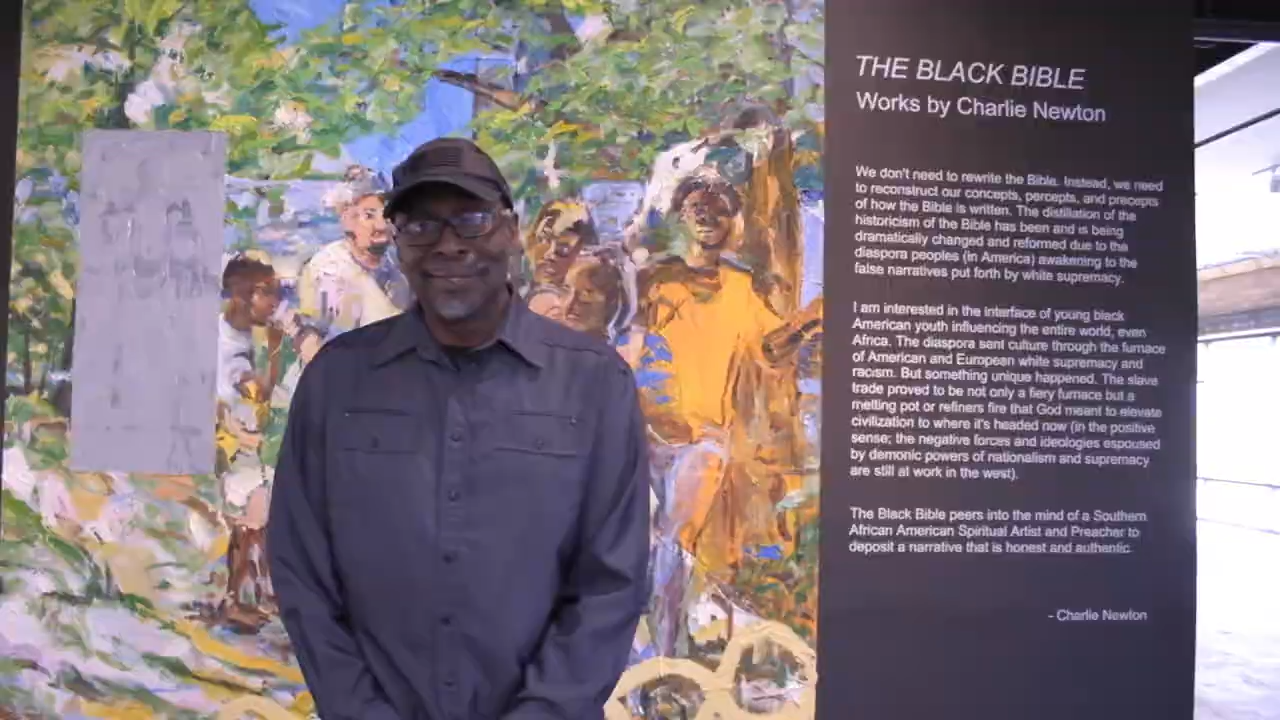 THE BLACK BIBLE
Works by Charlie Newton
We don't need to rewrite the Bible. Instead, we need
to reconstruct our concepts, percepts, and precepts
of how the Bible is written. The distillation of the
historicism of the Bible has been and is being
dramatically changed and reformed due to the
diaspora peoples (in America) awakening to the
false narratives put forth by white supremacy.
I am interested in the interface of young black
American youth influencing the entire world, even
Africa. The diaspora sent culture through the furnace
of American and European white supremacy and
racism. But something unique happened. The slave
trade proved to be not only a fiery furnace but a
melting pot or refiners fire that God meant to elevate
civilization to where it's headed now (in the positive
sense; the negative forces and ideologies espoused
by demonic powers of nationalism and supremacy
are still at work in the west).
The Black Bible peers into the mind of a Southern
African American Spiritual Artist and Preacher to
deposit a narrative that is honest and authentic.
- Charlie Newton